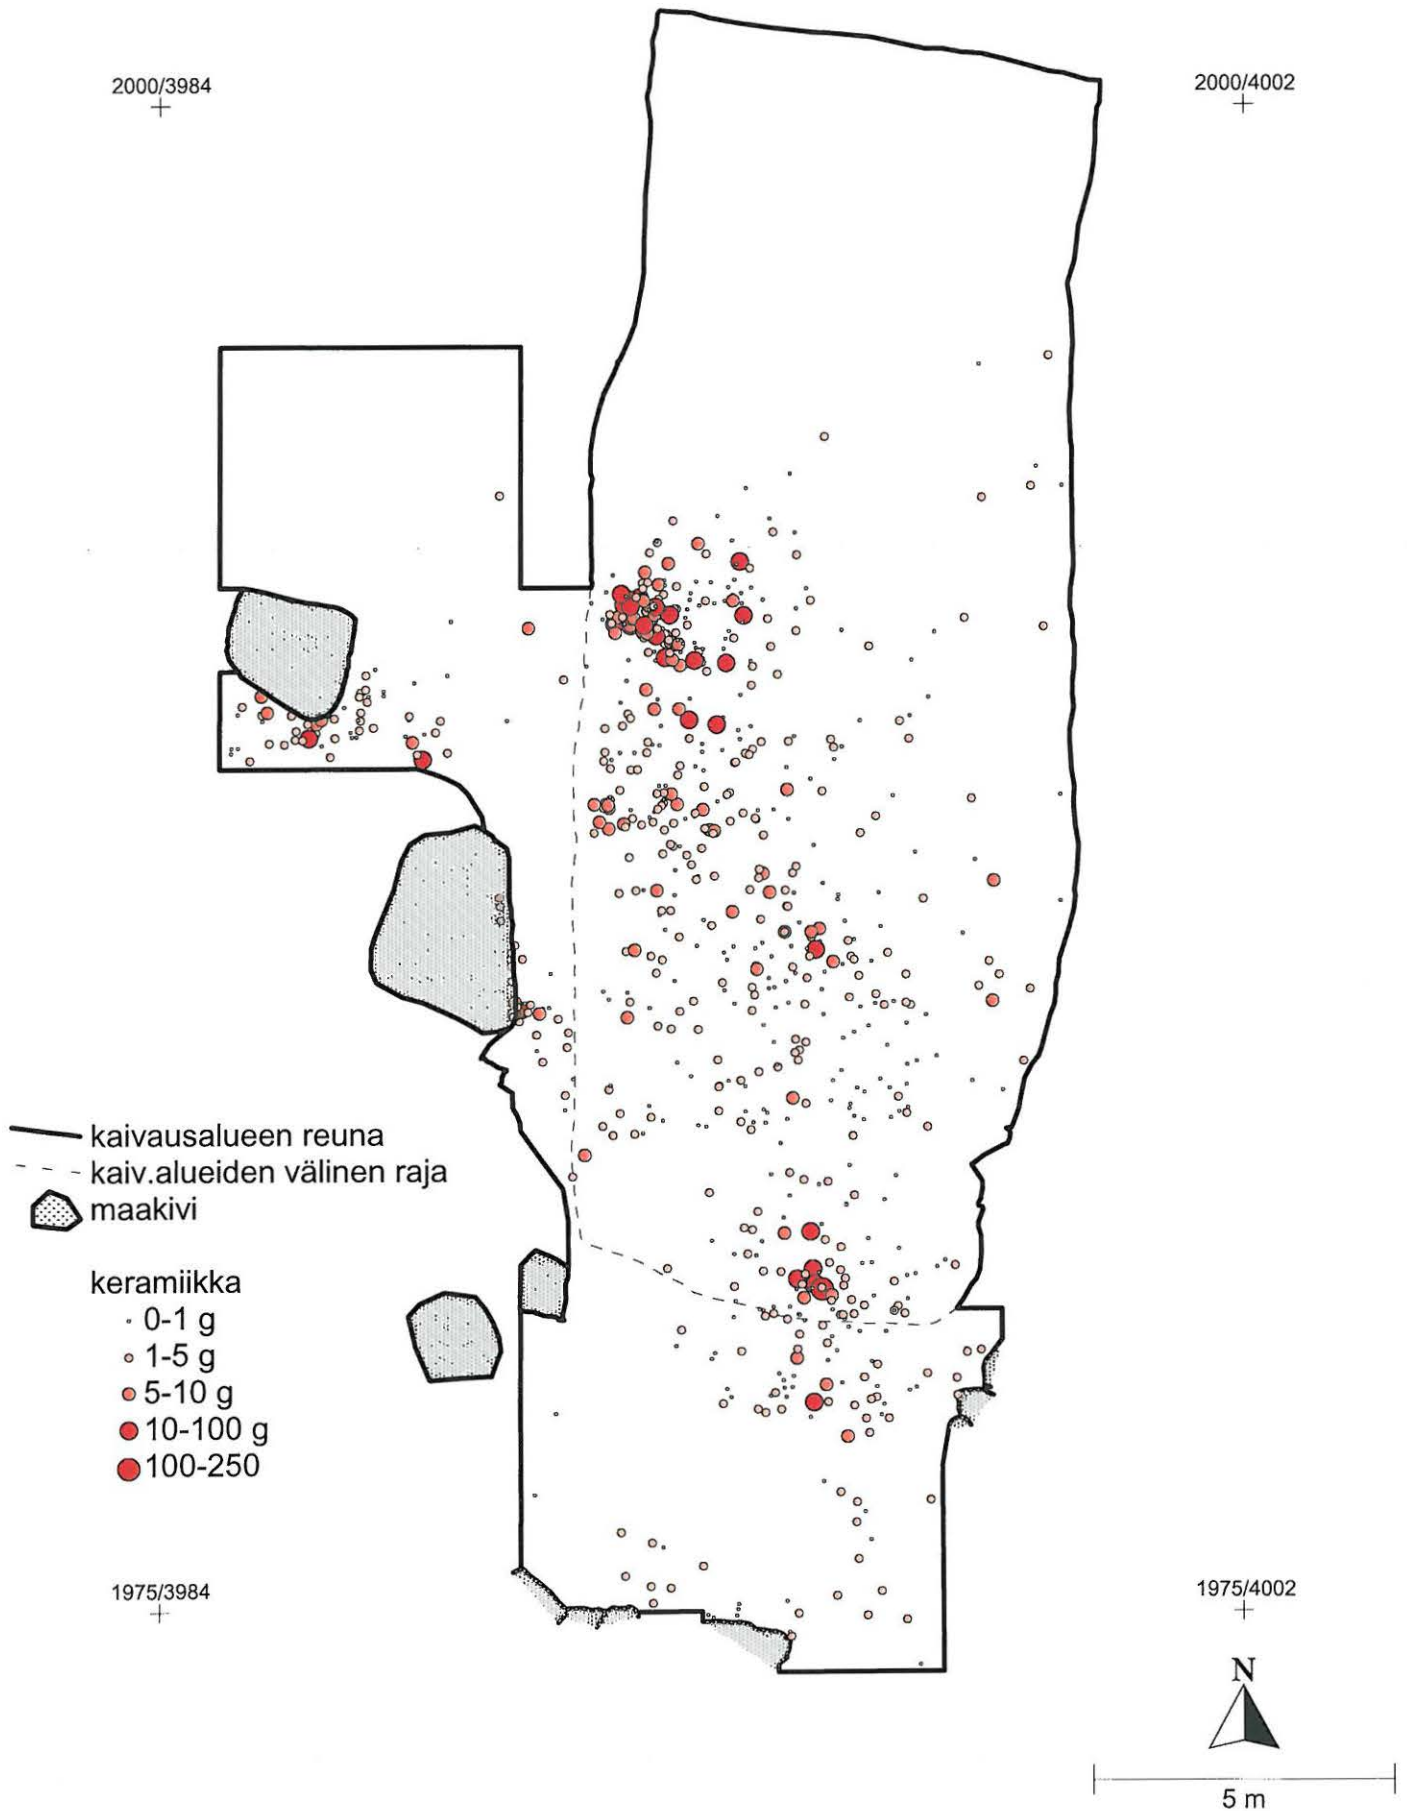 2000/3984
2000/4002
kaivausalueen reuna
kaiv.alueiden välinen raja
maakivi
keramiikka
0-1 g
1-5 g
5-10 g
10-100 g
100-250
1975/3984
1975/4002
N
5 m